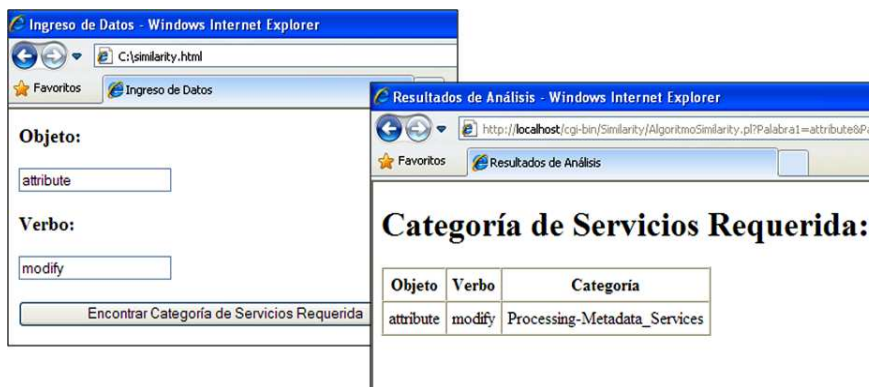 Ingreso de Datos - Windows Internet Explorer
C:\similarity.html
Favoritos
Ingreso de Datos
Objeto:
attribute
Verbo:
modify
Encontrar Categoría de Servicios Requerida
Resultados de Análisis - Windows Internet Explorer
http://localhost/cgi-bin/Similarity/AlgoritmoSimilarity.pl?Palabra1=attribute&Pa
Favoritos
Resultados de Análisis
Categoría de Servicios Requerida:
Objeto Verbo Categoría
attribute modify Processing-Metadata_Services